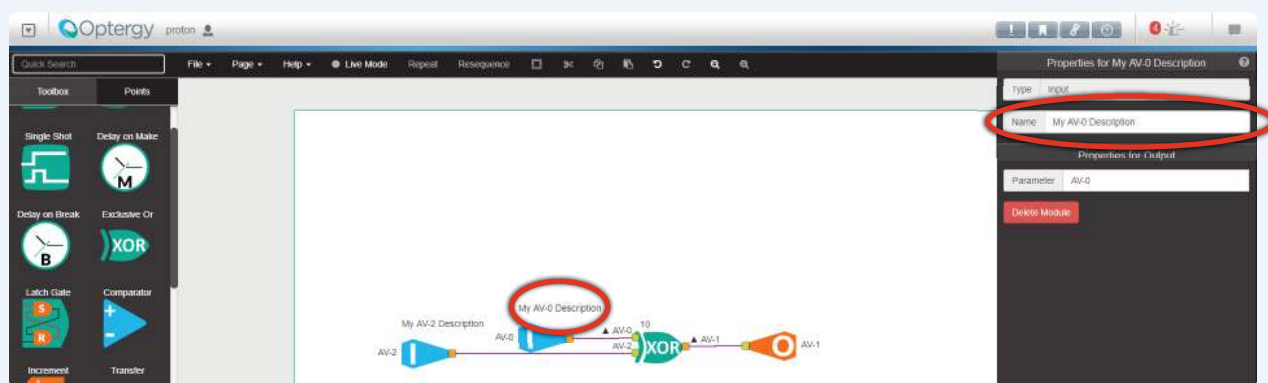 Optergy proton 4
Quick Search File Page Help Live Mode Repeat Resequence Properties for My AV-0 Description
Toolbox Points
Type Input
Name My AV-0 Description
Properties for Output
Parameter AV-0
Delete Module
Single Shot Delay on Make
M
Delay on Break Exclusive Or
B XOR
Latch Gate Comparator
S
R
Increment Transfer
My AV-0 Description
My AV-2 Description
AV-0 AV-0 10
AV-2 AV-2 XOR AV-1 O AV-1